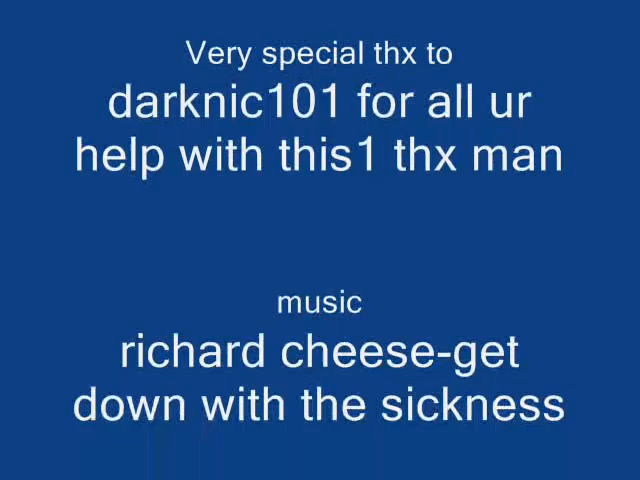 Very special thx to
darknic101 for all ur
help with this1 thx man
music
richard cheese-get
down with the sickness